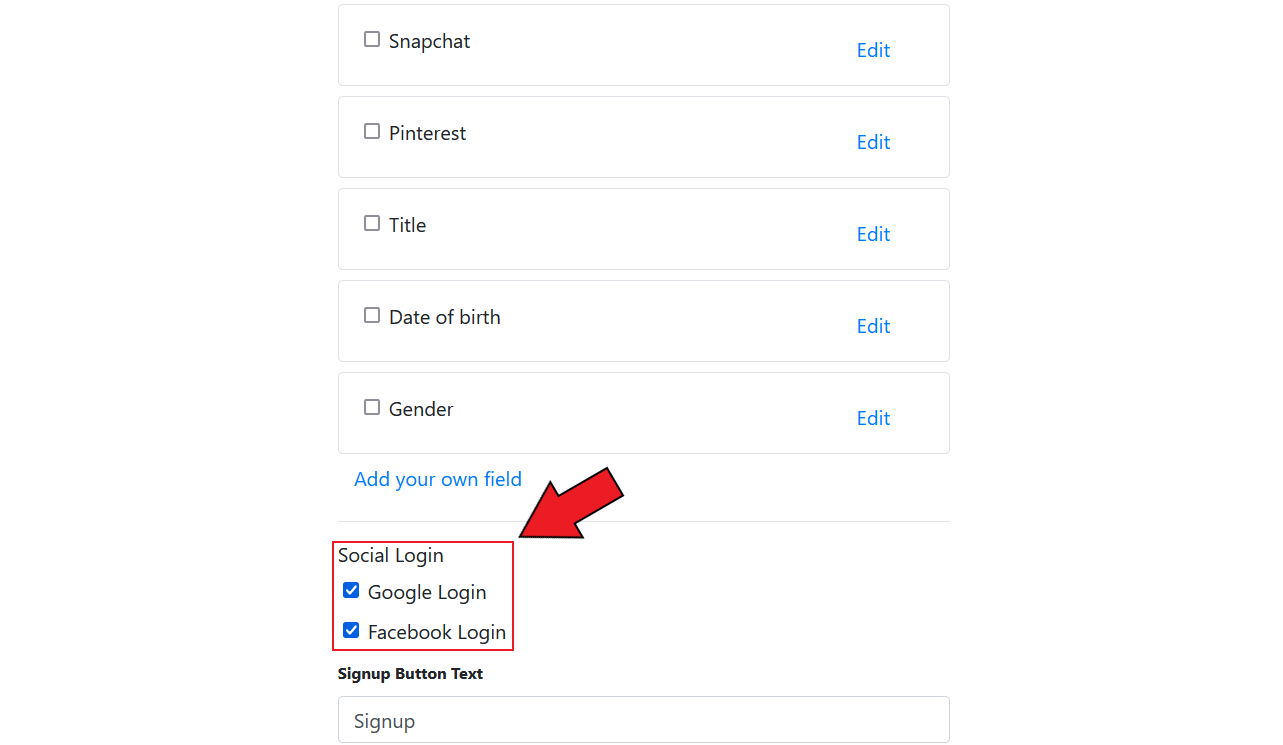 Snapchat
Edit
Pinterest
Edit
Title
Edit
Date of birth
Edit
Gender
Edit
Add your own field
Social Login
Google Login
Facebook Login
Signup Button Text
Signup